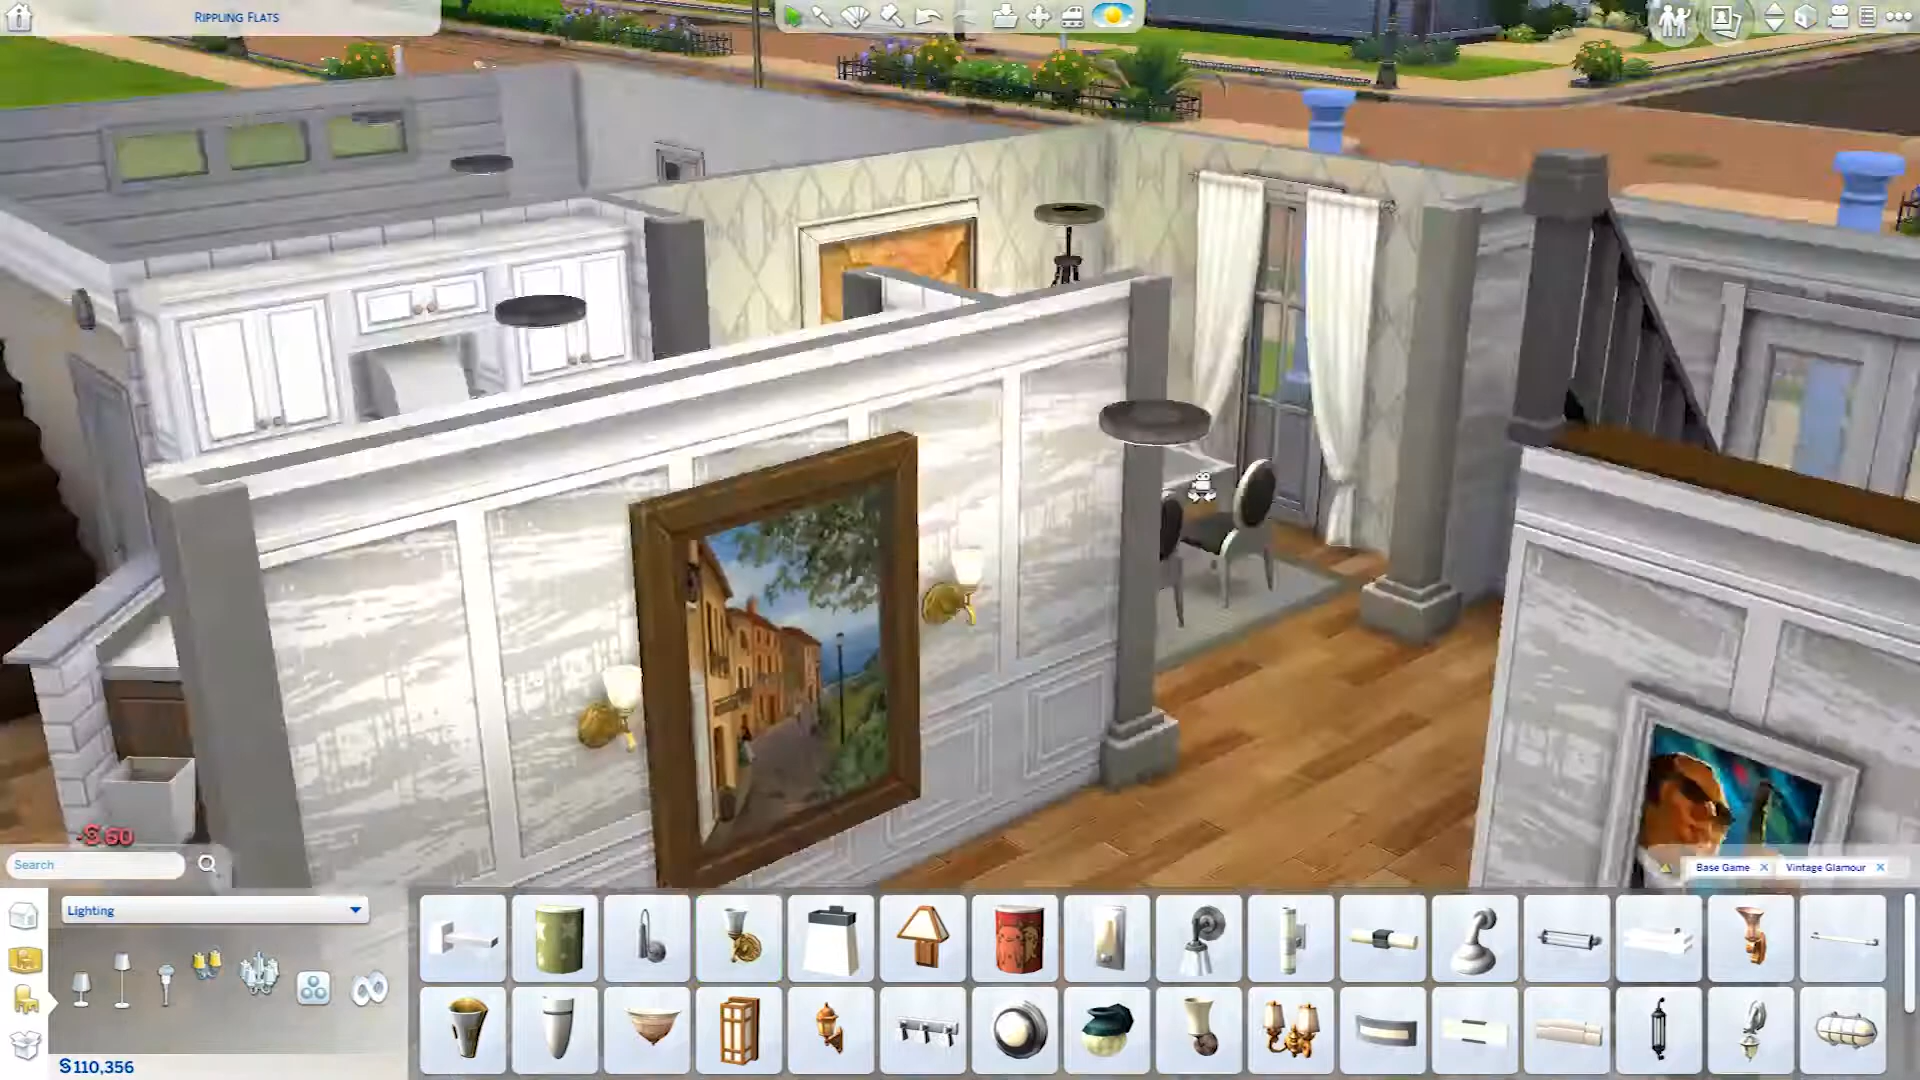 RIPPLING FLATS
-§60
Search
Base Game
Vintage Glamour
Lighting
§110,356